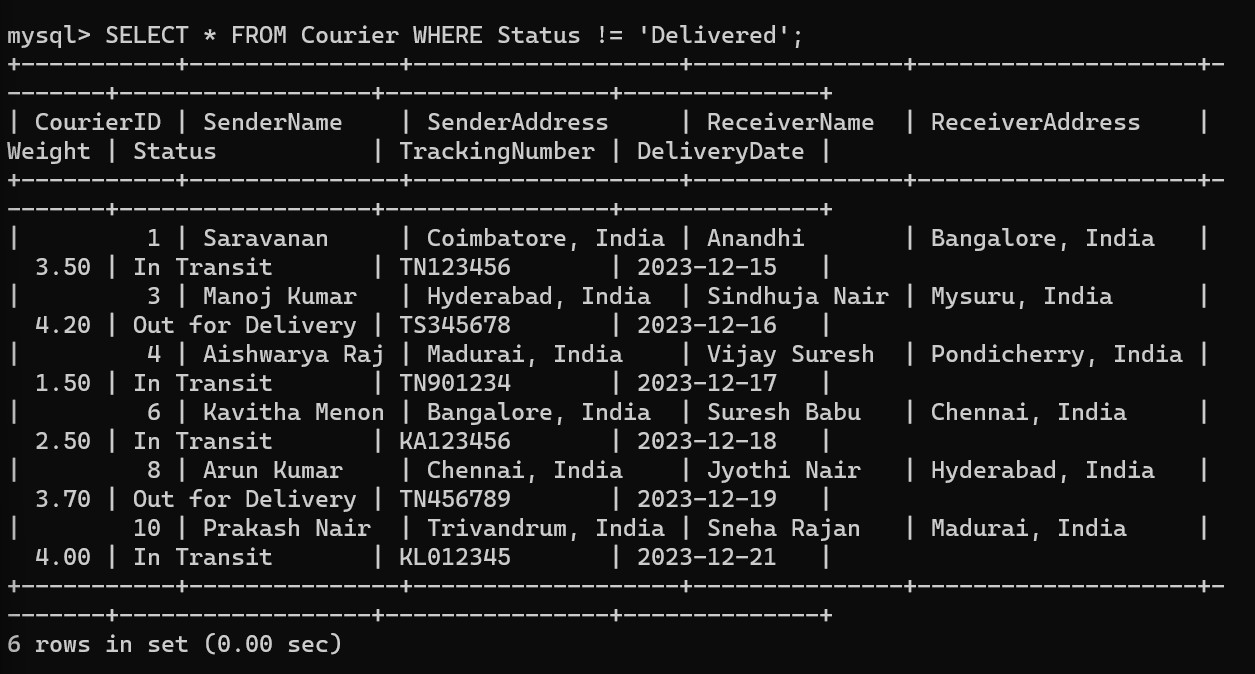 mysql> SELECT * FROM Courier WHERE Status != 'Delivered';
+-----------+---------------+-------------------+---------------+--------------------+-
-------+------------------+----------------+--------------+
| CourierID | SenderName    | SenderAddress     | ReceiverName  | ReceiverAddress    |
Weight | Status           | TrackingNumber | DeliveryDate |
+-----------+---------------+-------------------+---------------+--------------------+-
-------+------------------+----------------+--------------+
|         1 | Saravanan     | Coimbatore, India | Anandhi       | Bangalore, India   |
  3.50 | In Transit       | TN123456       | 2023-12-15   |
|         3 | Manoj Kumar   | Hyderabad, India  | Sindhuja Nair | Mysuru, India      |
  4.20 | Out for Delivery | TS345678       | 2023-12-16   |
|         4 | Aishwarya Raj | Madurai, India    | Vijay Suresh  | Pondicherry, India |
  1.50 | In Transit       | TN901234       | 2023-12-17   |
|         6 | Kavitha Menon | Bangalore, India  | Suresh Babu   | Chennai, India     |
  2.50 | In Transit       | KA123456       | 2023-12-18   |
|         8 | Arun Kumar    | Chennai, India    | Jyothi Nair   | Hyderabad, India   |
  3.70 | Out for Delivery | TN456789       | 2023-12-19   |
|        10 | Prakash Nair  | Trivandrum, India | Sneha Rajan   | Madurai, India     |
  4.00 | In Transit       | KL012345       | 2023-12-21   |
+-----------+---------------+-------------------+---------------+--------------------+-
-------+------------------+----------------+--------------+
6 rows in set (0.00 sec)